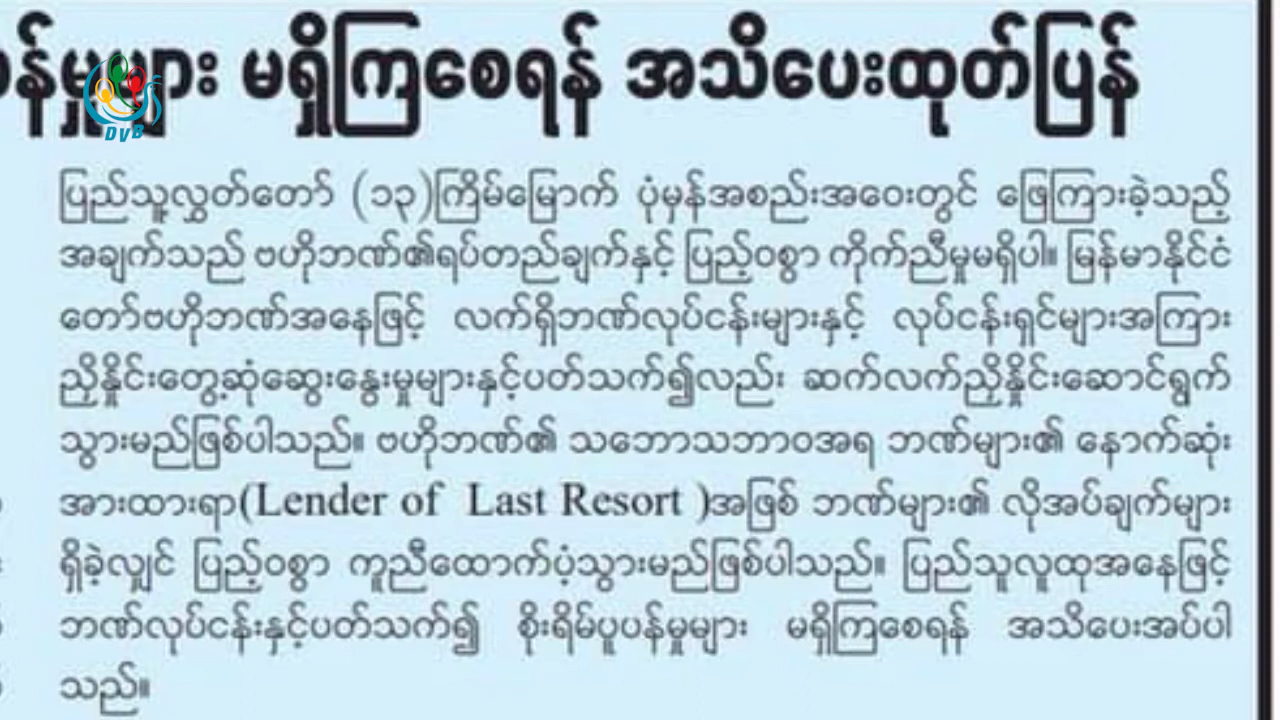 မရှိကြစေရန် အသိပေးထုတ်ပြန်
DVB
ပြည်သူ့လွှတ်တော် (၁၃)ကြိမ်မြောက် ပုံမှန်အစည်းအဝေးတွင် ဖြေကြားခဲ့သည့်
အချက်သည် ဗဟိုဘဏ်၏ရပ်တည်ချက်နှင့် ပြည့်ဝစွာ ကိုက်ညီမှုမရှိပါ။ မြန်မာနိုင်ငံ
တော်ဗဟိုဘဏ်အနေဖြင့် လက်ရှိဘဏ်လုပ်ငန်းများနှင့် လုပ်ငန်းရှင်များအကြား
ညှိနှိုင်းတွေ့ဆုံဆွေးနွေးမှုများနှင့်ပတ်သက်၍လည်း ဆက်လက်ညှိနှိုင်းဆောင်ရွက်
သွားမည်ဖြစ်ပါသည်။ ဗဟိုဘဏ်၏ သဘောသဘာဝအရ ဘဏ်များ၏ နောက်ဆုံး
အားထားရာ(Lender of Last Resort )အဖြစ် ဘဏ်များ၏ လိုအပ်ချက်များ
ရှိခဲ့လျှင် ပြည့်ဝစွာ ကူညီထောက်ပံ့သွားမည်ဖြစ်ပါသည်။ ပြည်သူလူထုအနေဖြင့်
ဘဏ်လုပ်ငန်းနှင့်ပတ်သက်၍ စိုးရိမ်ပူပန်မှုများ မရှိကြစေရန် အသိပေးအပ်ပါ
သည်။